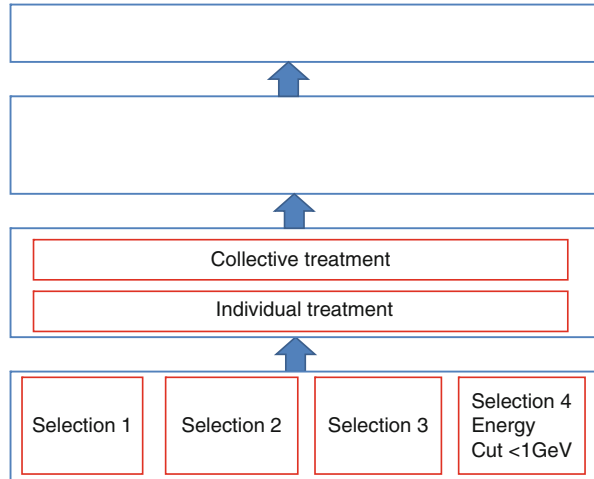 Collective treatment
Individual treatment
Selection 1
Selection 2
Selection 3
Selection 4
Energy
Cut <1GeV